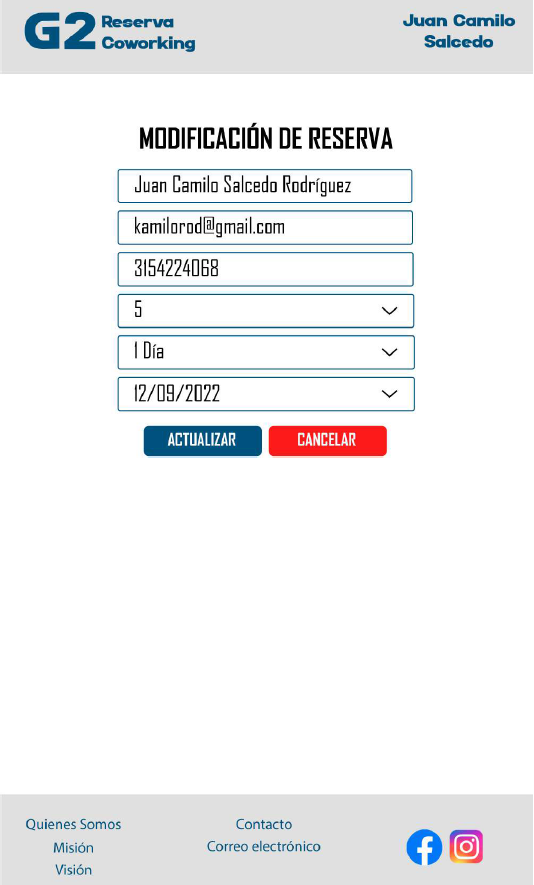 G2 Reserva
Coworking
Juan Camilo
Salcedo
MODIFICACIÓN DE RESERVA
Juan Camilo Salcedo Rodríguez
kamilorod@gmail.com
3154224068
5
1 Día
12/09/2022
ACTUALIZAR CANCELAR
Quienes Somos
Misión
Visión
Contacto
Correo electrónico